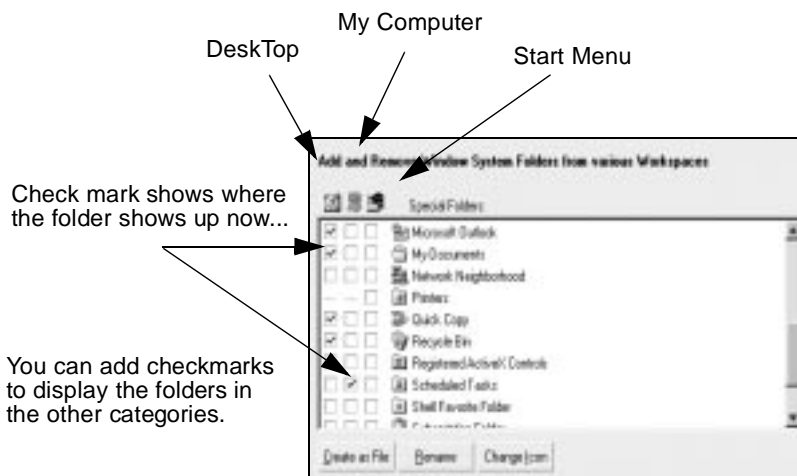 My Computer
DeskTop
Start Menu
Add and Remove Window System Folders from various Workspaces
Check mark shows where
the folder shows up now...
Special Folders:
Microsoft Outlook
My Documents
Network Neighborhood
Printers
Quick Copy
Recycle Bin
Registered ActiveX Controls
Scheduled Tasks
Shell Favorite Folder
Subscription Folder
You can add checkmarks
to display the folders in
the other categories.
Create as File
Rename
Change Icon